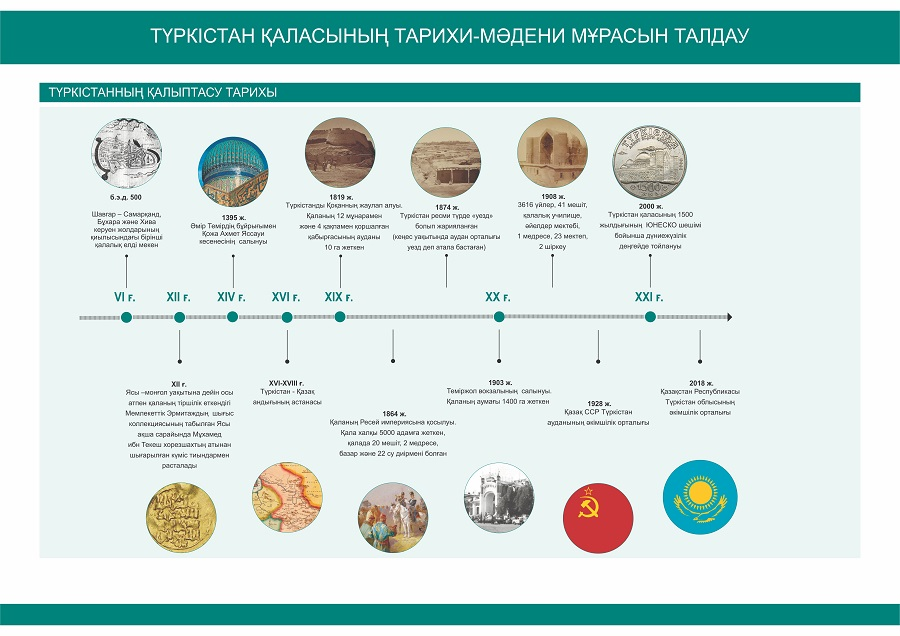 ТҮРКІСТАН ҚАЛАСЫНЫҢ ТАРИХИ-МӘДЕНИ МҰРАСЫН ТАЛДАУ
ТҮРКІСТАННЫҢ ҚАЛЫПТАСУ ТАРИХЫ
б.э.д. 500
Шавғар – Самарқанд,
Бұхара және Хива
керуен жолдарының
қиылысындағы бірінші
қалалық елді мекен
1395 ж.
Әмір Темірдің бұйрығымен
Қожа Ахмет Яссауи
кесенесінің салынуы
1819 ж.
Түркістанды Қоқанның жаулап алуы.
Қаланың 12 мұнарамен
және 4 қақпамен қоршалған
қабырғасының ауданы
10 га жеткен
1874 ж.
Түркістан ресми түрде «уезд»
болып жарияланған
(кеңес уақытында аудан орталығы
уезд деп атала бастаған)
1908 ж.
3616 үйлер, 41 мешіт,
қалалық училище,
әйелдер мектебі,
1 медресе, 23 мектеп,
2 шіркеу
ТҮРКІСТАН
1500
2000 ж.
Түркістан қаласының 1500
жылдығының ЮНЕСКО шешімі
бойынша дүниежүзілік
деңгейде тойлануы
VI ғ.
XII ғ.
XIV ғ.
XVI ғ.
XIX ғ.
XX ғ.
XXI ғ.
XII ғ.
Ясы –монғол уақытына дейін осы
атпен қаланың тіршілік еткендігі
Мемлекеттік Эрмитаждың шығыс
коллекциясының табылған Ясы
ақша сарайында Мұхамед
ибн Текеш хорезшахтың атынан
шығарылған күміс тиындармен
расталады
XVI-XVIII ғ.
Түркістан - Қазақ
андығының астанасы
1864 ж.
Қаланың Ресей империясына қосылуы.
Қала халқы 5000 адамға жеткен,
қалада 20 мешіт, 2 медресе,
базар және 22 су диірмені болған
1903 ж.
Теміржол вокзалының салынуы.
Қаланың аумағы 1400 га жеткен
1928 ж.
Қазақ ССР Түркістан
ауданының әкімшілік орталығы
2018 ж.
Қазақстан Республикасы
Түркістан облысының
әкімшілік орталығы